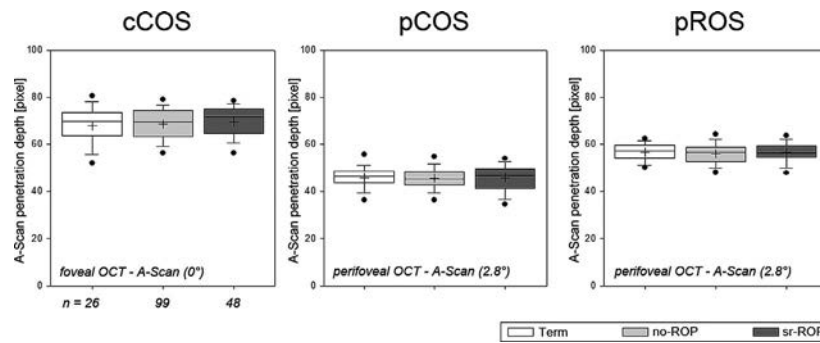 cCOS
pCOS
pROS
A-Scan penetration depth [pixel]
100
80
60
40
20
0
foveal OCT - A-Scan (0°)
n = 26 99 48
A-Scan penetration depth [pixel]
100
80
60
40
20
0
perifoveal OCT - A-Scan (2.8°)
A-Scan penetration depth [pixel]
100
80
60
40
20
0
perifoveal OCT - A-Scan (2.8°)
Term no-ROP sr-ROP